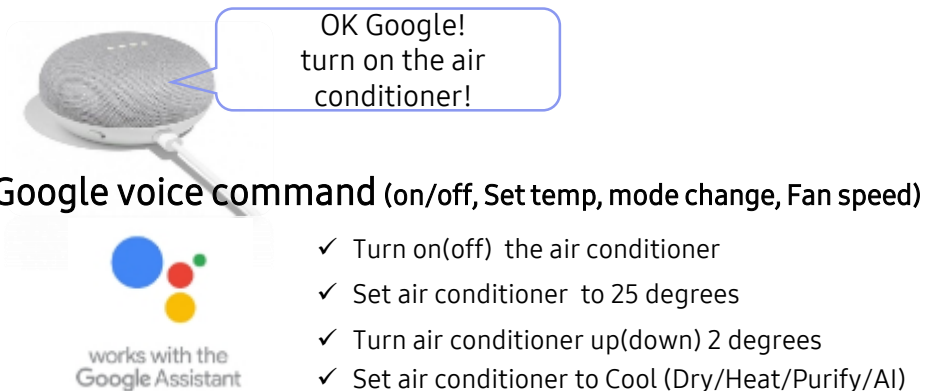 OK Google!
turn on the air
conditioner!
Google voice command (on/off, Set temp, mode change, Fan speed)
✓ Turn on(off) the air conditioner
✓ Set air conditioner to 25 degrees
✓ Turn air conditioner up(down) 2 degrees
✓ Set air conditioner to Cool (Dry/Heat/Purify/AI)
works with the
Google Assistant